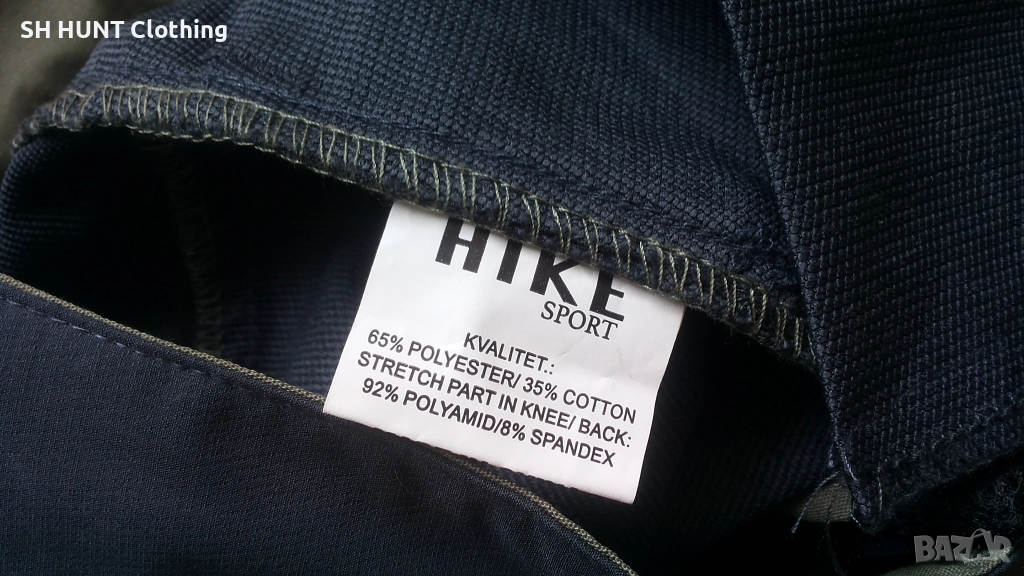 SH HUNT Clothing
HIKE
SPORT
KVALITET.:
65% POLYESTER/ 35% COTTON
STRETCH PART IN KNEE/ BACK:
92% POLYAMID/8% SPANDEX
BAZAR